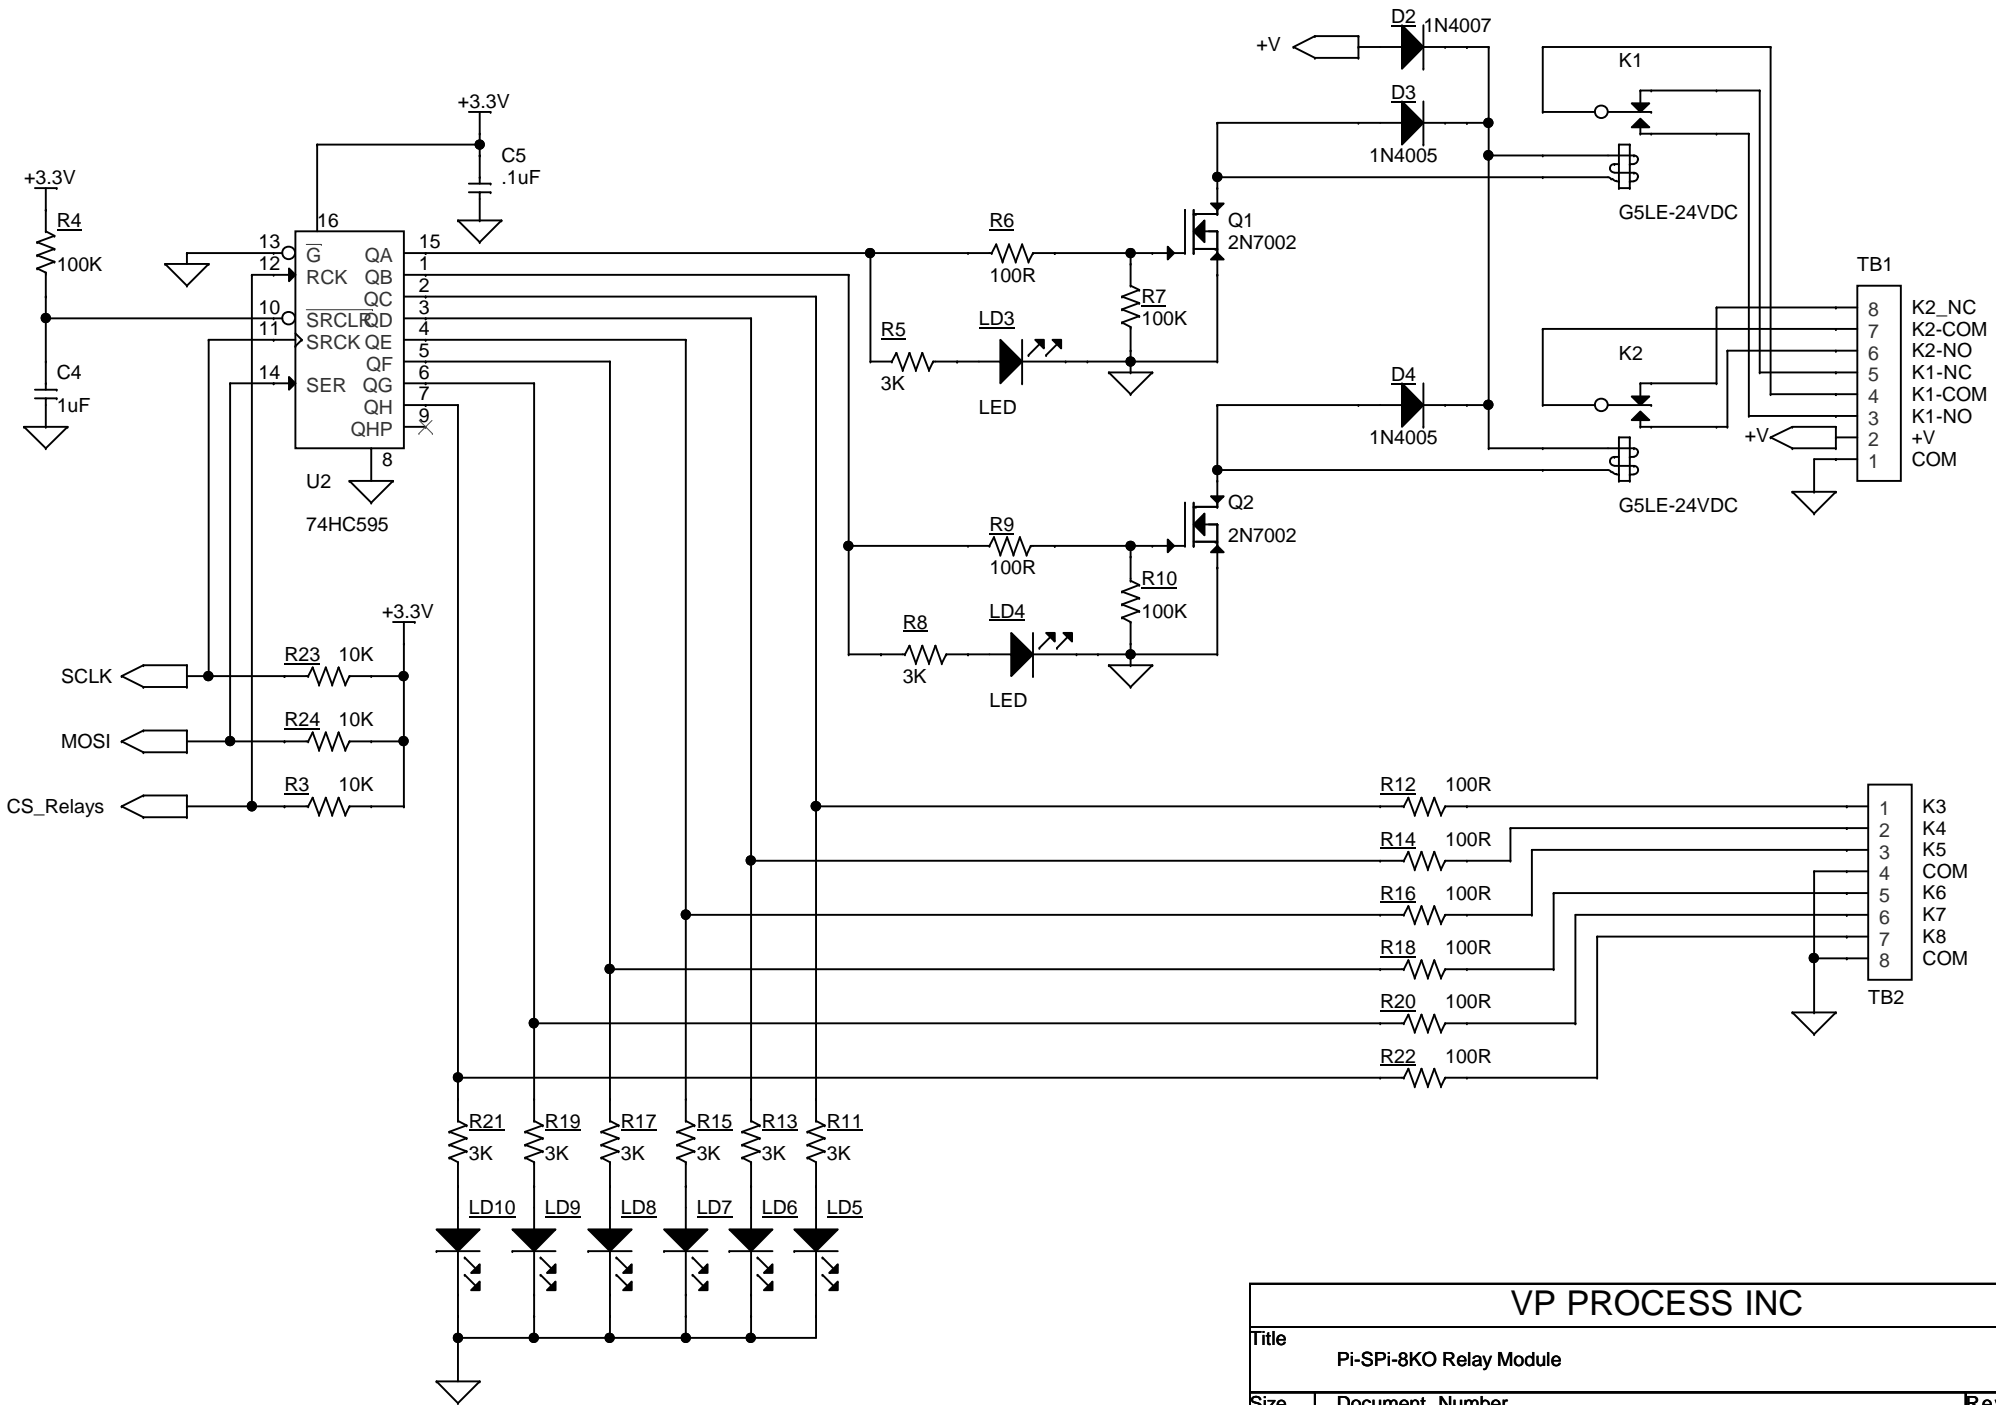 D2
1N4007
+V
K1
D3
1N4005
+3.3V
C5
.1uF
+3.3V
R4
100K
16
13
G
QA
15
12
RCK
QB
1
QC
2
10
SRCLR
QD
3
11
SRCK
QE
4
QF
5
14
SER
QG
6
QH
7
QHP
9
8
U2
74HC595
C4
1uF
R6
100R
Q1
2N7002
G5LE-24VDC
R7
100K
R5
3K
LD3
LED
D4
1N4005
K2
G5LE-24VDC
TB1
8 K2_NC
7 K2-COM
6 K2-NO
5 K1-NC
4 K1-COM
3 K1-NO
+V 2 +V
1 COM
R9
100R
Q2
2N7002
R10
100K
R8
3K
LD4
LED
+3.3V
SCLK
R23 10K
MOSI
R24 10K
CS_Relays
R3 10K
R12 100R
R14 100R
R16 100R
R18 100R
R20 100R
R22 100R
1 K3
2 K4
3 K5
4 COM
5 K6
6 K7
7 K8
8 COM
TB2
R21 R19 R17 R15 R13 R11
3K 3K 3K 3K 3K 3K
LD10 LD9 LD8 LD7 LD6 LD5
VP PROCESS INC
Title
Pi-SPi-8KO Relay Module
Size Document Number Rev